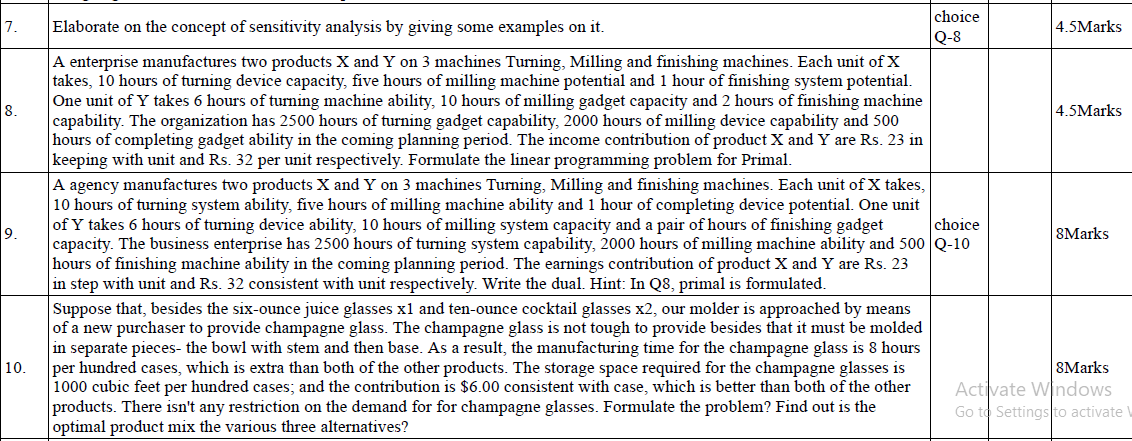 7.
Elaborate on the concept of sensitivity analysis by giving some examples on it.
choice
Q-8
4.5Marks
8.
A enterprise manufactures two products X and Y on 3 machines Turning, Milling and finishing machines. Each unit of X
takes, 10 hours of turning device capacity, five hours of milling machine potential and 1 hour of finishing system potential.
One unit of Y takes 6 hours of turning machine ability, 10 hours of milling gadget capacity and 2 hours of finishing machine
capability. The organization has 2500 hours of turning gadget capability, 2000 hours of milling device capability and 500
hours of completing gadget ability in the coming planning period. The income contribution of product X and Y are Rs. 23 in
keeping with unit and Rs. 32 per unit respectively. Formulate the linear programming problem for Primal.
4.5Marks
9.
A agency manufactures two products X and Y on 3 machines Turning, Milling and finishing machines. Each unit of X takes,
10 hours of turning system ability, five hours of milling machine ability and 1 hour of completing device potential. One unit
of Y takes 6 hours of turning device ability, 10 hours of milling system capacity and a pair of hours of finishing gadget
capacity. The business enterprise has 2500 hours of turning system capability, 2000 hours of milling machine ability and 500
hours of finishing machine ability in the coming planning period. The earnings contribution of product X and Y are Rs. 23
in step with unit and Rs. 32 consistent with unit respectively. Write the dual. Hint: In Q8, primal is formulated.
choice
Q-10
8Marks
10.
Suppose that, besides the six-ounce juice glasses x1 and ten-ounce cocktail glasses x2, our molder is approached by means
of a new purchaser to provide champagne glass. The champagne glass is not tough to provide besides that it must be molded
in separate pieces- the bowl with stem and then base. As a result, the manufacturing time for the champagne glass is 8 hours
per hundred cases, which is extra than both of the other products. The storage space required for the champagne glasses is
1000 cubic feet per hundred cases; and the contribution is $6.00 consistent with case, which is better than both of the other
products. There isn't any restriction on the demand for for champagne glasses. Formulate the problem? Find out is the
optimal product mix the various three alternatives?
8Marks
Activate Windows
Go to Settings to activate